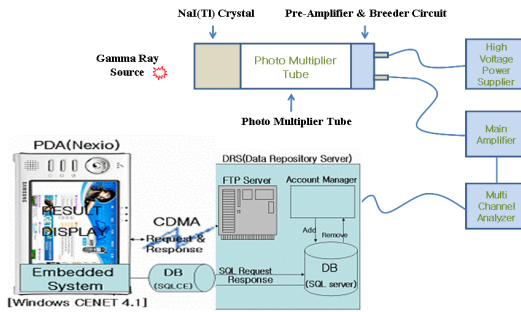 NaI(Tl) Crystal
Pre-Amplifier & Breeder Circuit
Gamma Ray
Source
Photo Multiplier
Tube
High
Voltage
Power
Supplier
Photo Multiplier Tube
Main
Amplifier
Multi
Channel
Analyzer
PDA(Nexio)
SAMSUNG
RESULT
DISPLAY
Embedded
System
[Windows CENET 4.1]
CDMA
Request &
Response
DB
(SQLCE)
DRS(Data Repository Server)
FTP Server
Account Manager
Add
Remove
SQL Request
Response
DB
(SQL server)